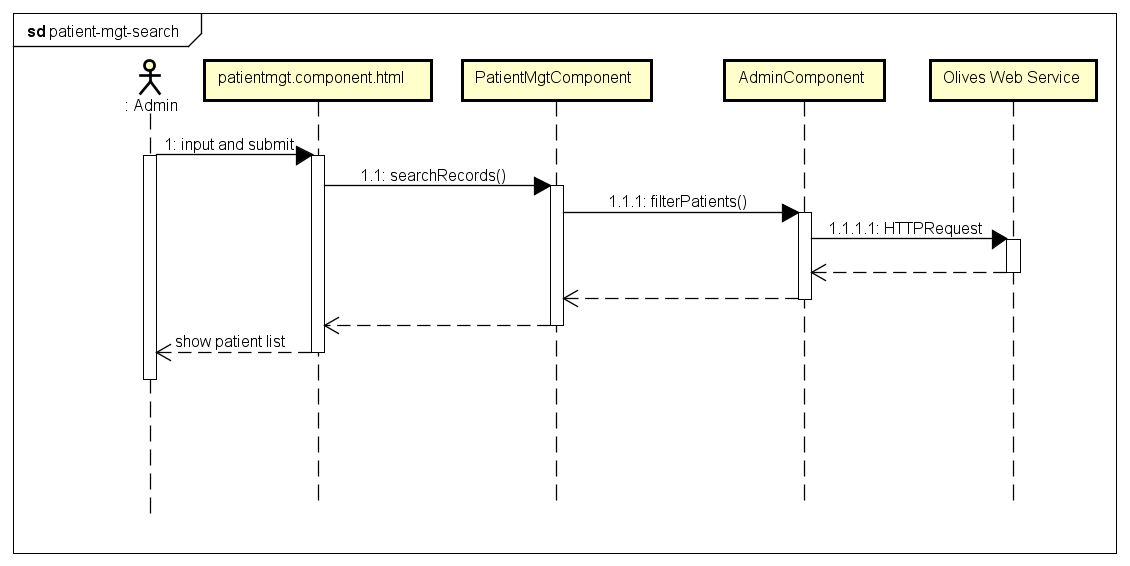 sd patient-mgt-search
: Admin
patientmgt.component.html
PatientMgtComponent
AdminComponent
Olives Web Service
1: input and submit
1.1: searchRecords()
1.1.1: filterPatients()
1.1.1.1: HTTPRequest
show patient list